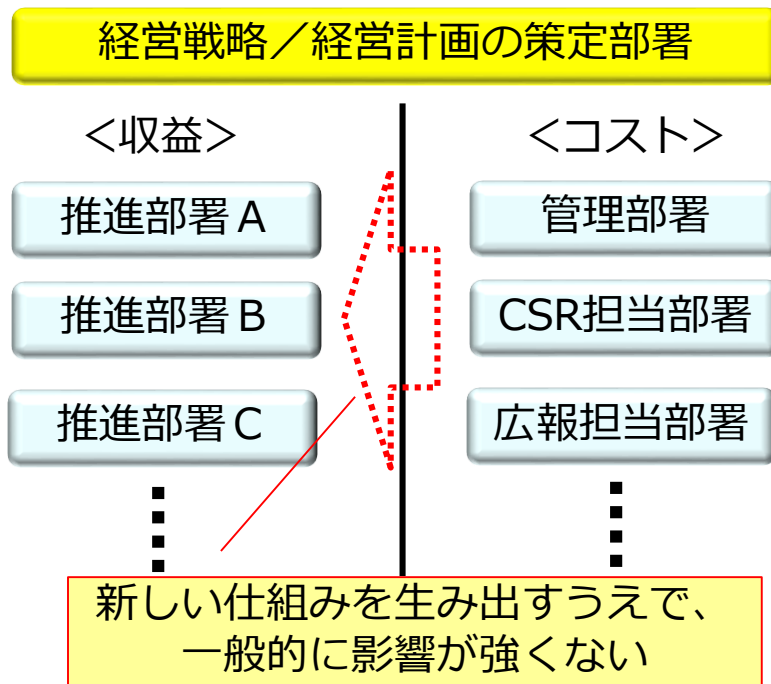 経営戦略／経営計画の策定部署
＜収益＞
＜コスト＞
推進部署Ａ
管理部署
推進部署Ｂ
CSR担当部署
推進部署Ｃ
広報担当部署
新しい仕組みを生み出すうえで、
一般的に影響が強くない